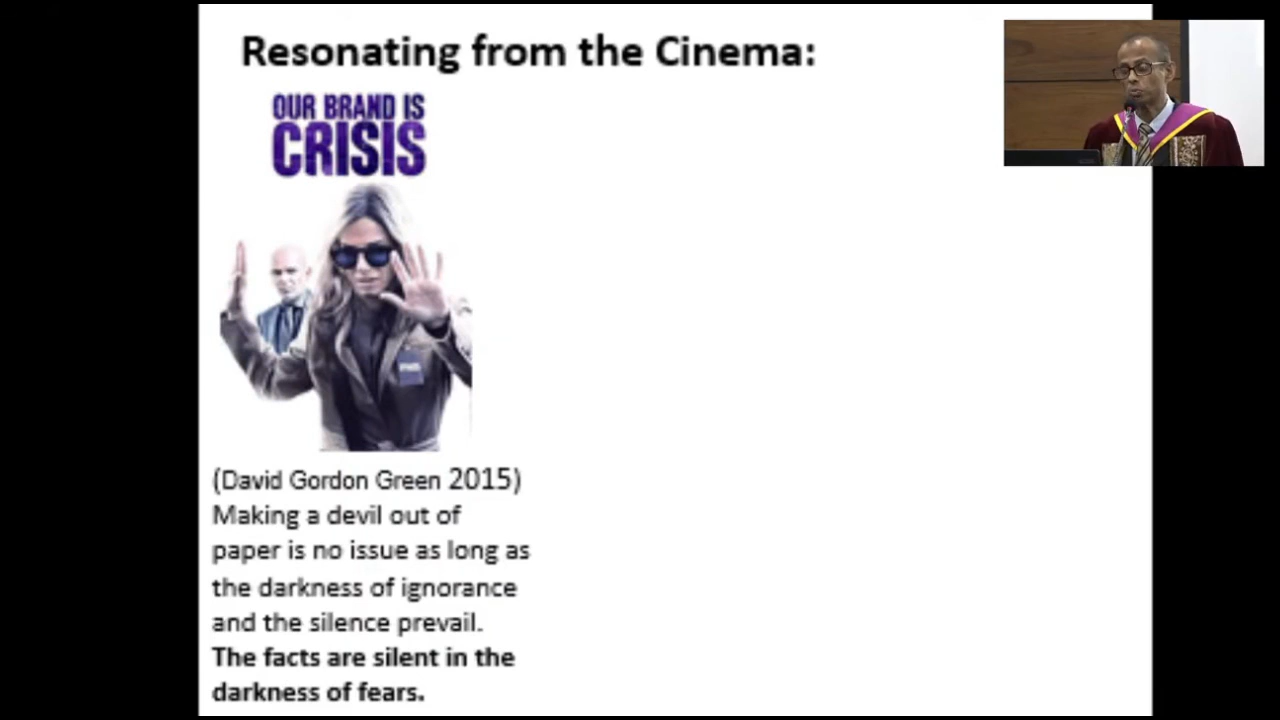 Resonating from the Cinema:
OUR BRAND IS
CRISIS
(David Gordon Green 2015)
Making a devil out of
paper is no issue as long as
the darkness of ignorance
and the silence prevail.
The facts are silent in the
darkness of fears.